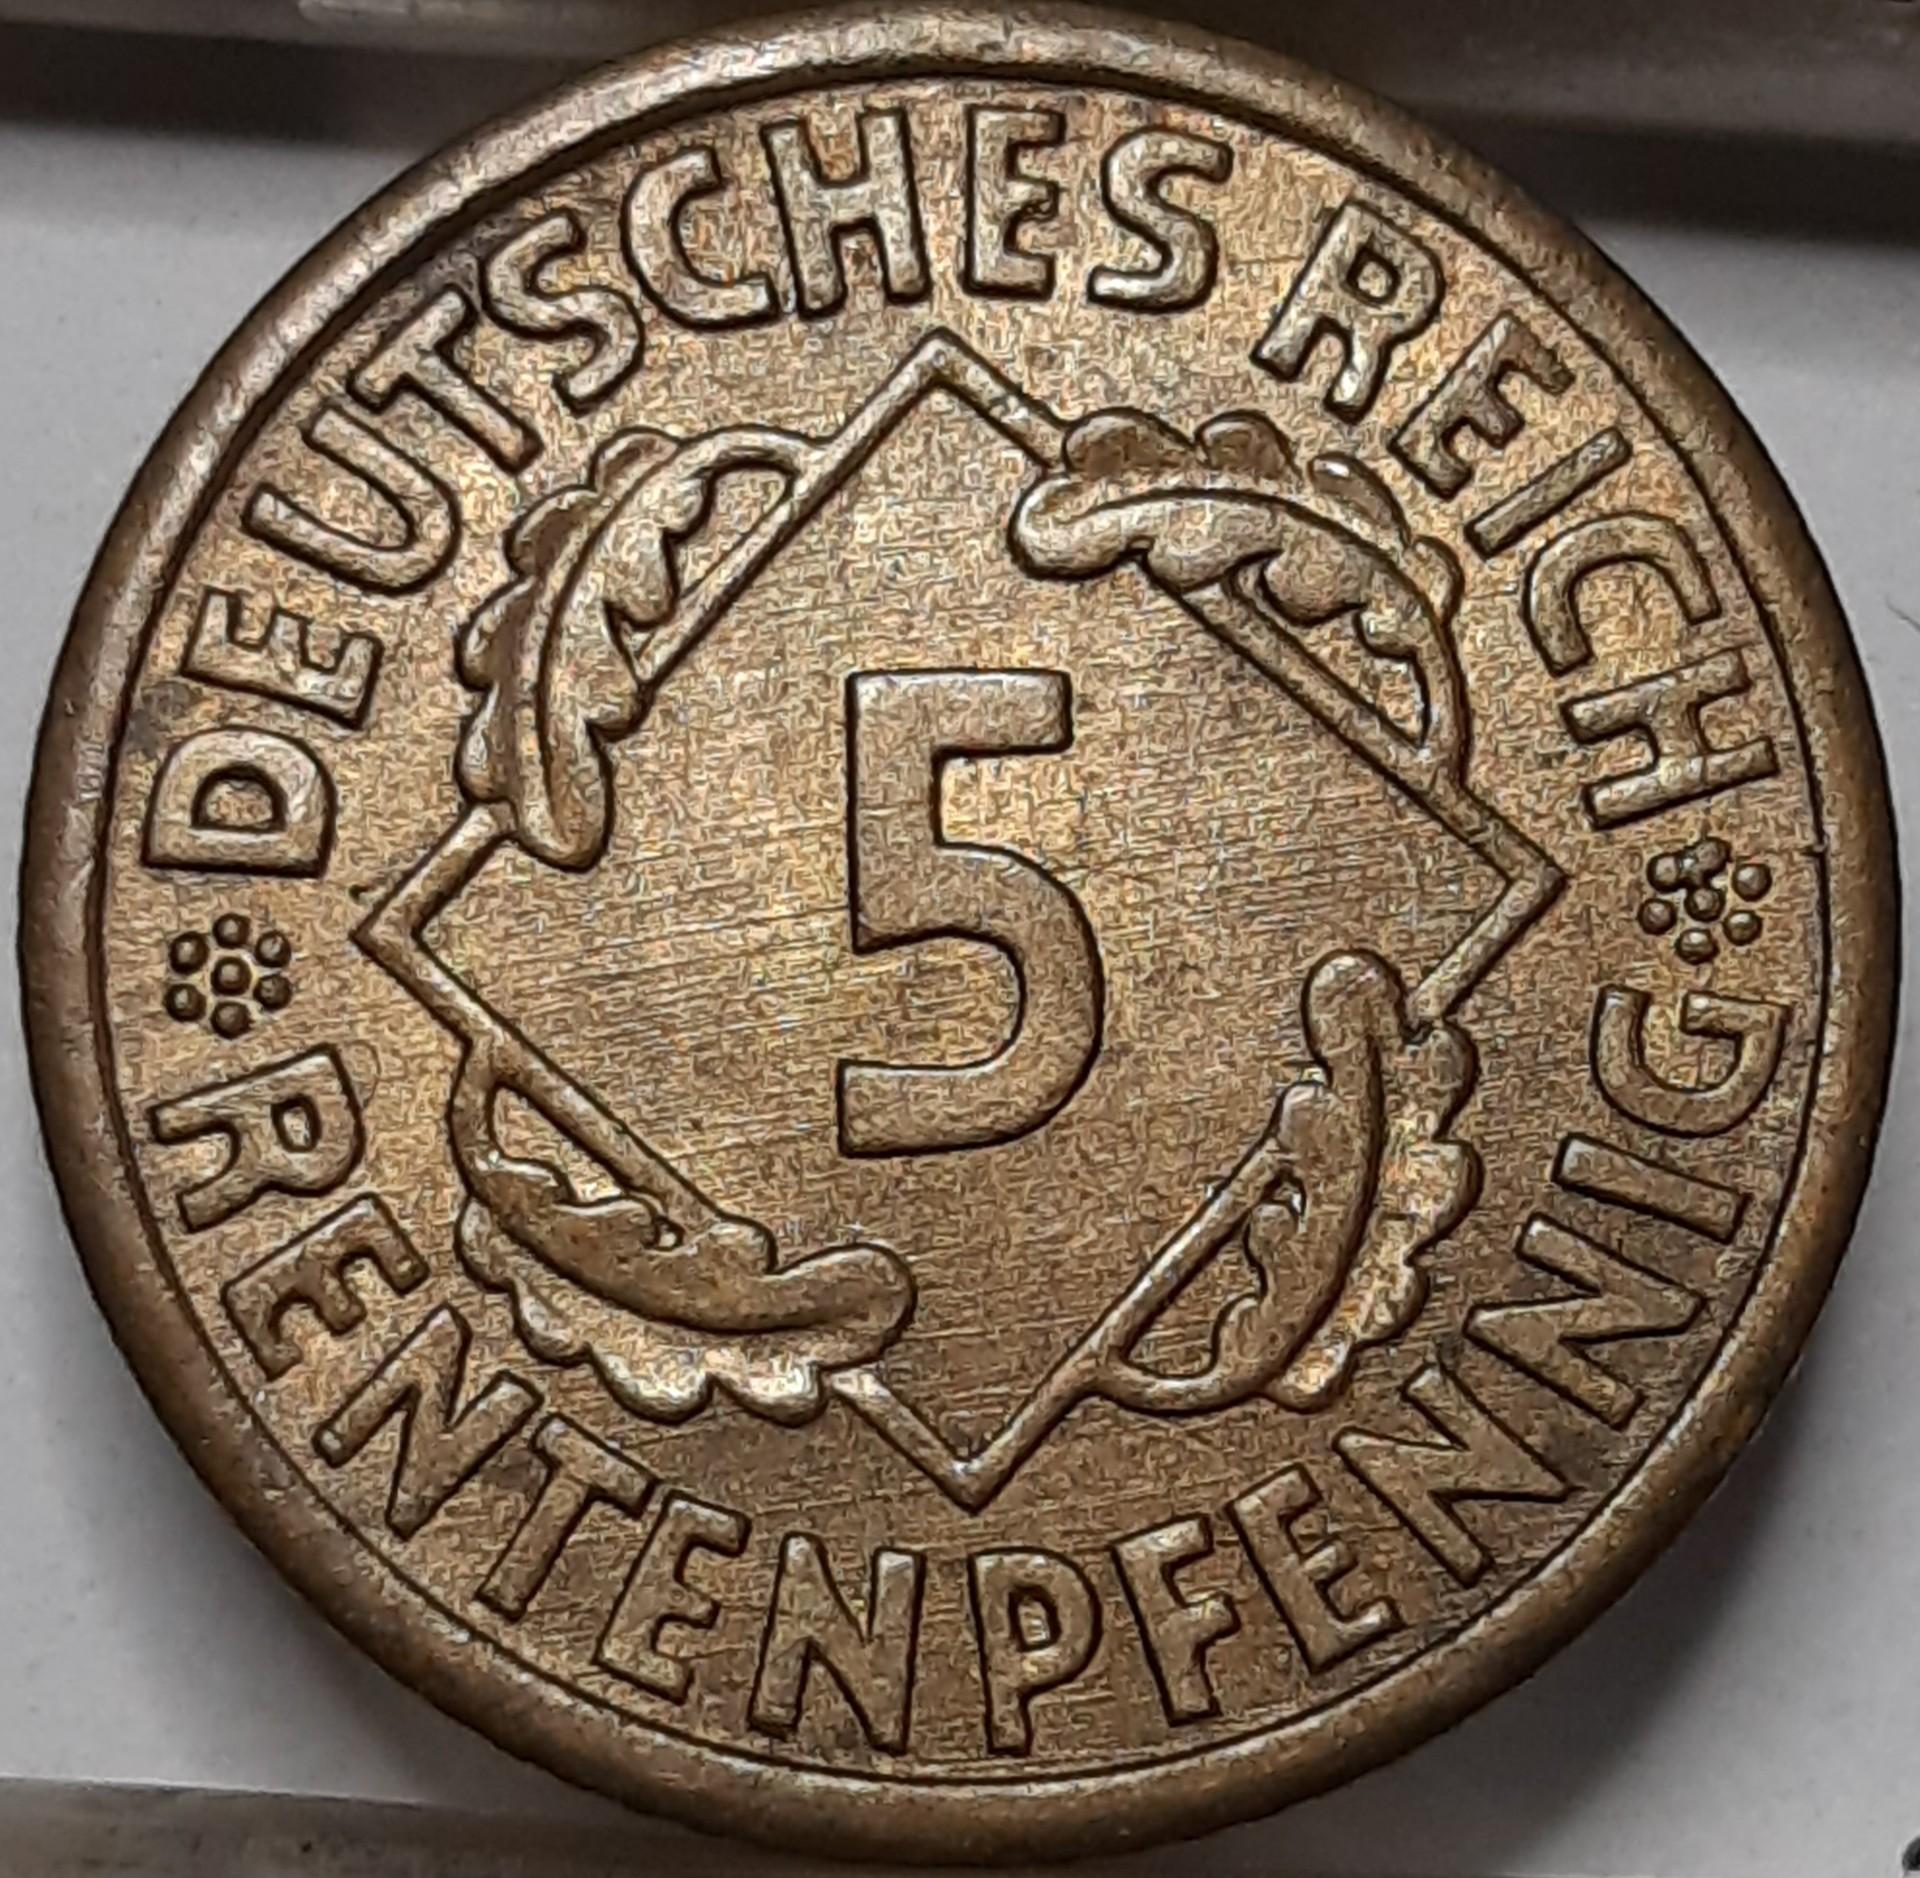 DEUTSCHES REICH
5
RENTENPFENNIG